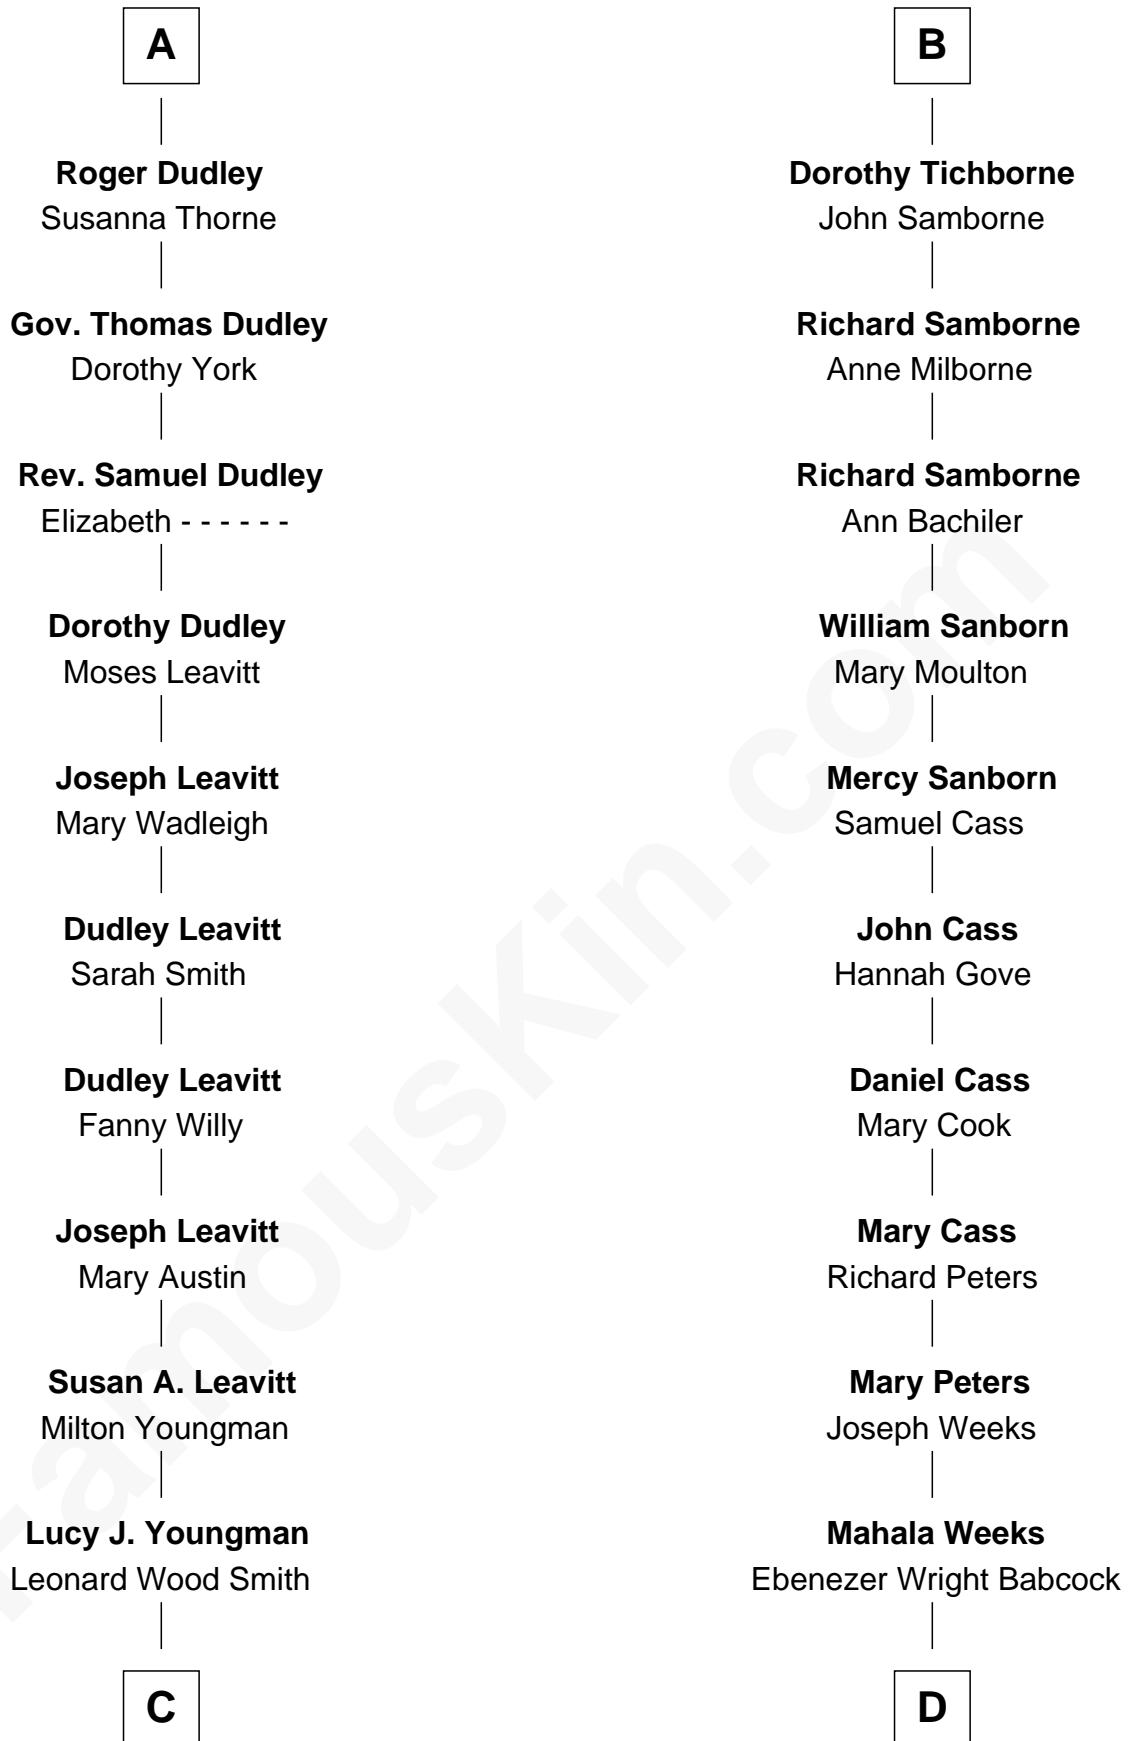 A
Roger Dudley
Susanna Thorne
Gov. Thomas Dudley
Dorothy York
Rev. Samuel Dudley
Elizabeth - - - - - -
Dorothy Dudley
Moses Leavitt
Joseph Leavitt
Mary Wadleigh
Dudley Leavitt
Sarah Smith
Dudley Leavitt
Fanny Willy
Joseph Leavitt
Mary Austin
Susan A. Leavitt
Milton Youngman
Lucy J. Youngman
Leonard Wood Smith
C
B
Dorothy Tichborne
John Samborne
Richard Samborne
Anne Milborne
Richard Samborne
Ann Bachiler
William Sanborn
Mary Moulton
Mercy Sanborn
Samuel Cass
John Cass
Hannah Gove
Daniel Cass
Mary Cook
Mary Cass
Richard Peters
Mary Peters
Joseph Weeks
Mahala Weeks
Ebenezer Wright Babcock
D
FamousKin.com